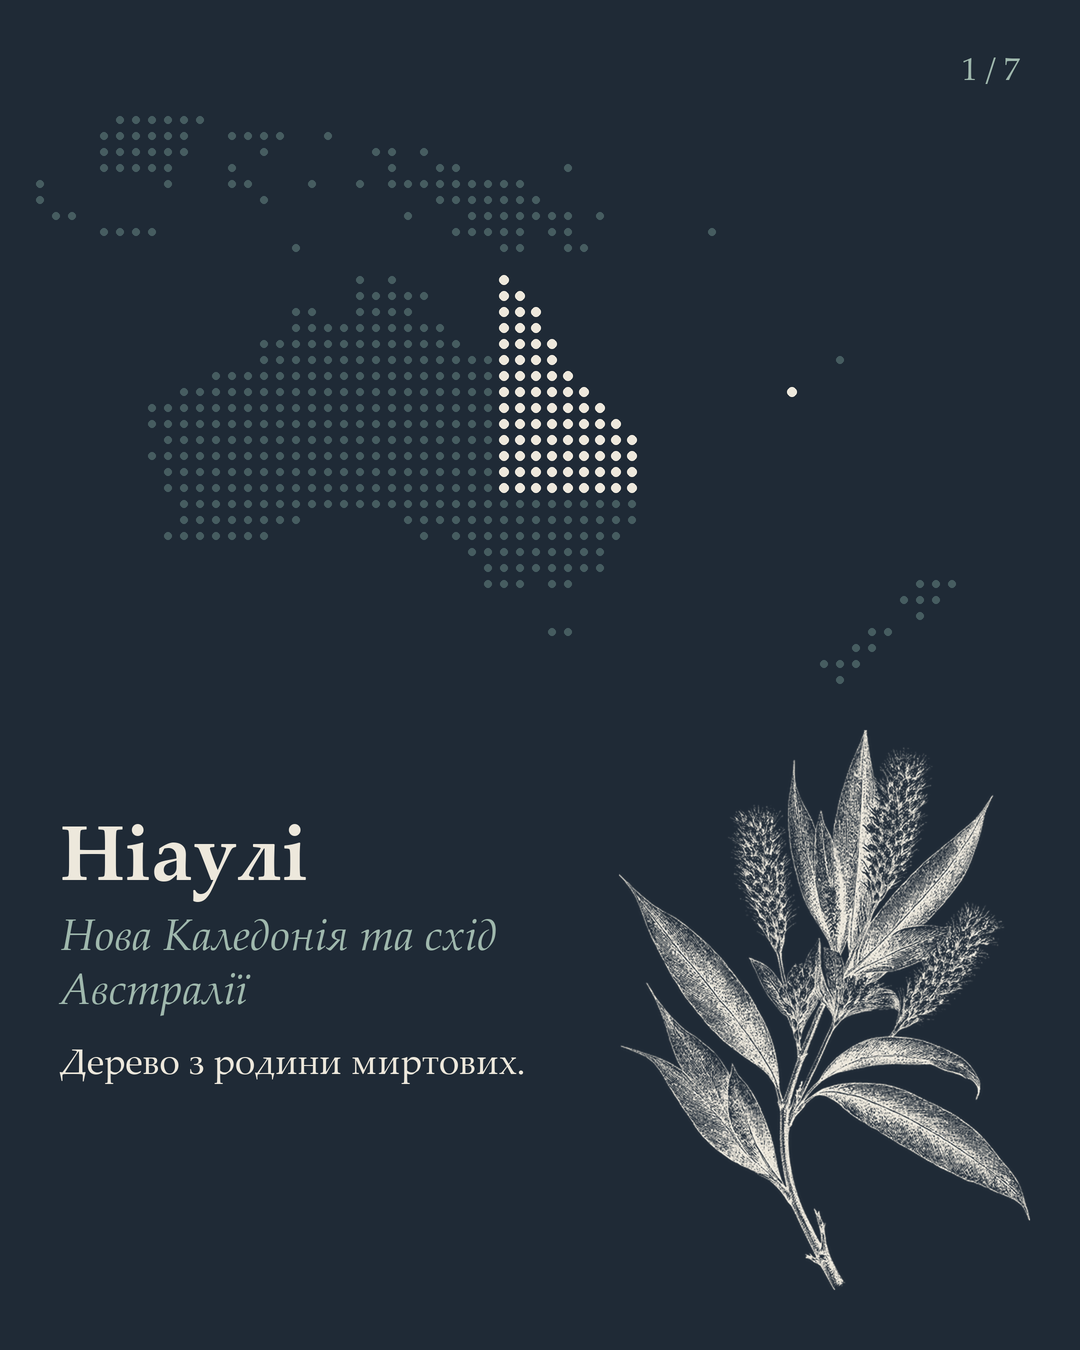 1 / 7
Ніаулі
Нова Каледонія та схід
Австралії
Дерево з родини миртових.